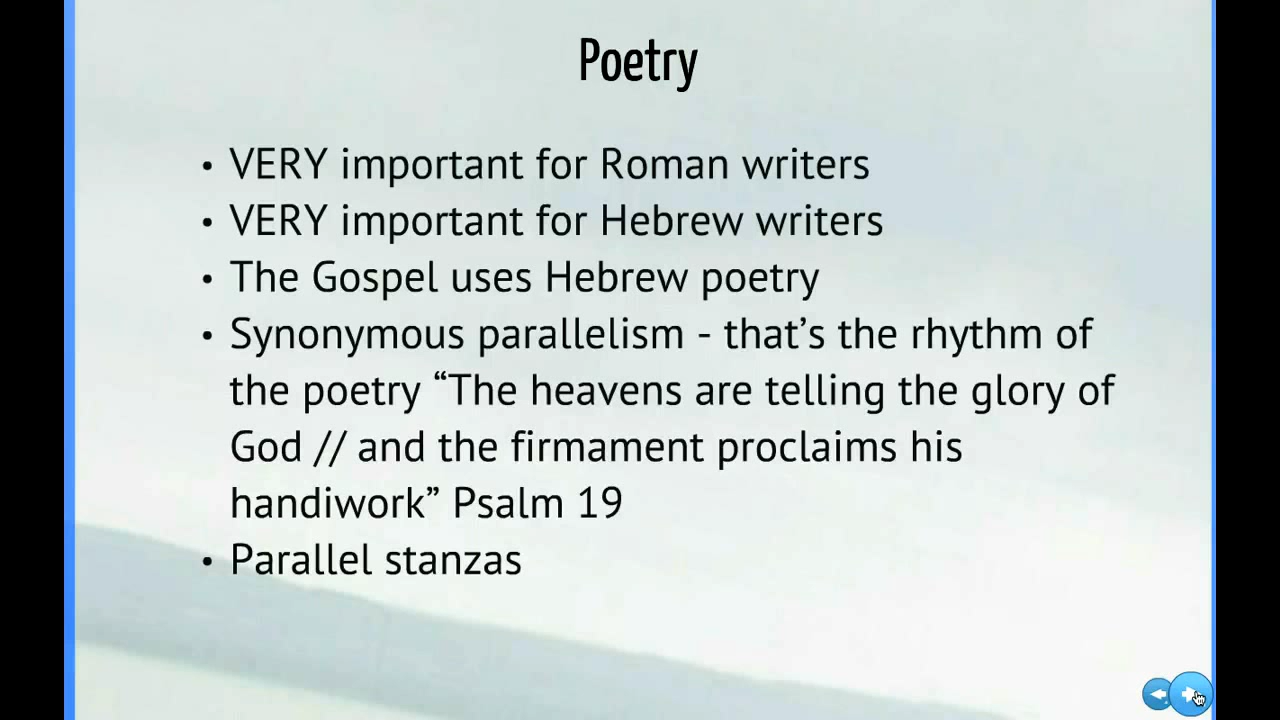 Poetry
• VERY important for Roman writers
• VERY important for Hebrew writers
• The Gospel uses Hebrew poetry
• Synonymous parallelism - that’s the rhythm of
the poetry “The heavens are telling the glory of
God // and the firmament proclaims his
handiwork” Psalm 19
• Parallel stanzas